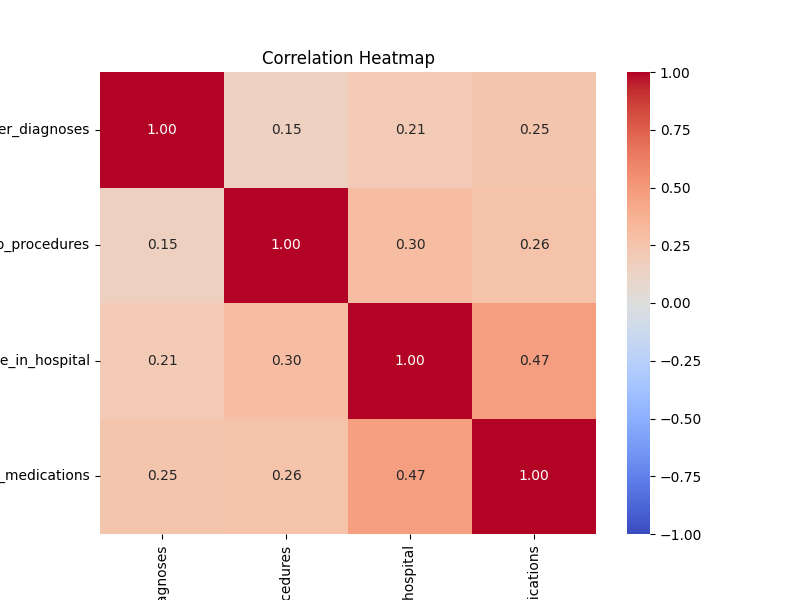 Correlation Heatmap
er_diagnoses 1.00 0.15 0.21 0.25
_procedures 0.15 1.00 0.30 0.26
e_in_hospital 0.21 0.30 1.00 0.47
_medications 0.25 0.26 0.47 1.00
agnoses
cedures
hospital
ications
1.00
0.75
0.50
0.25
0.00
−0.25
−0.50
−0.75
−1.00